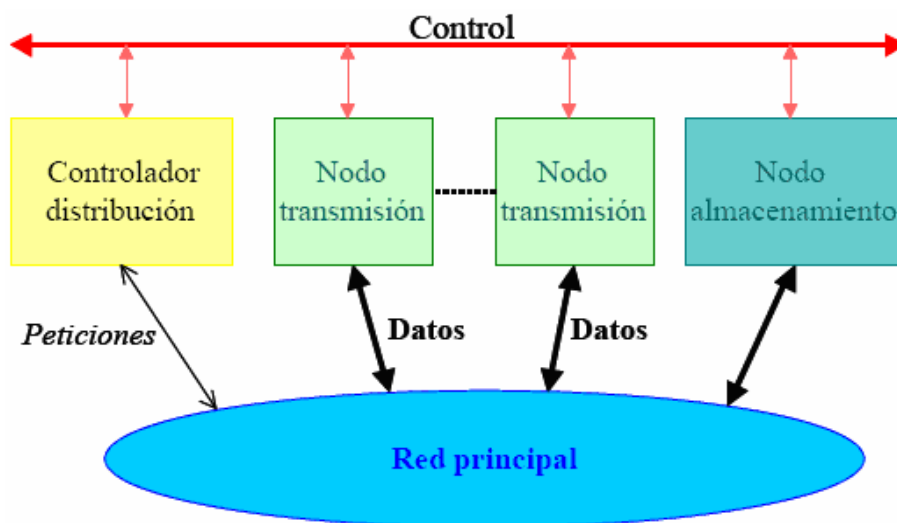 Control
Controlador
distribución
Nodo
transmisión
Nodo
transmisión
Nodo
almacenamiento
Peticiones
Datos
Datos
Red principal